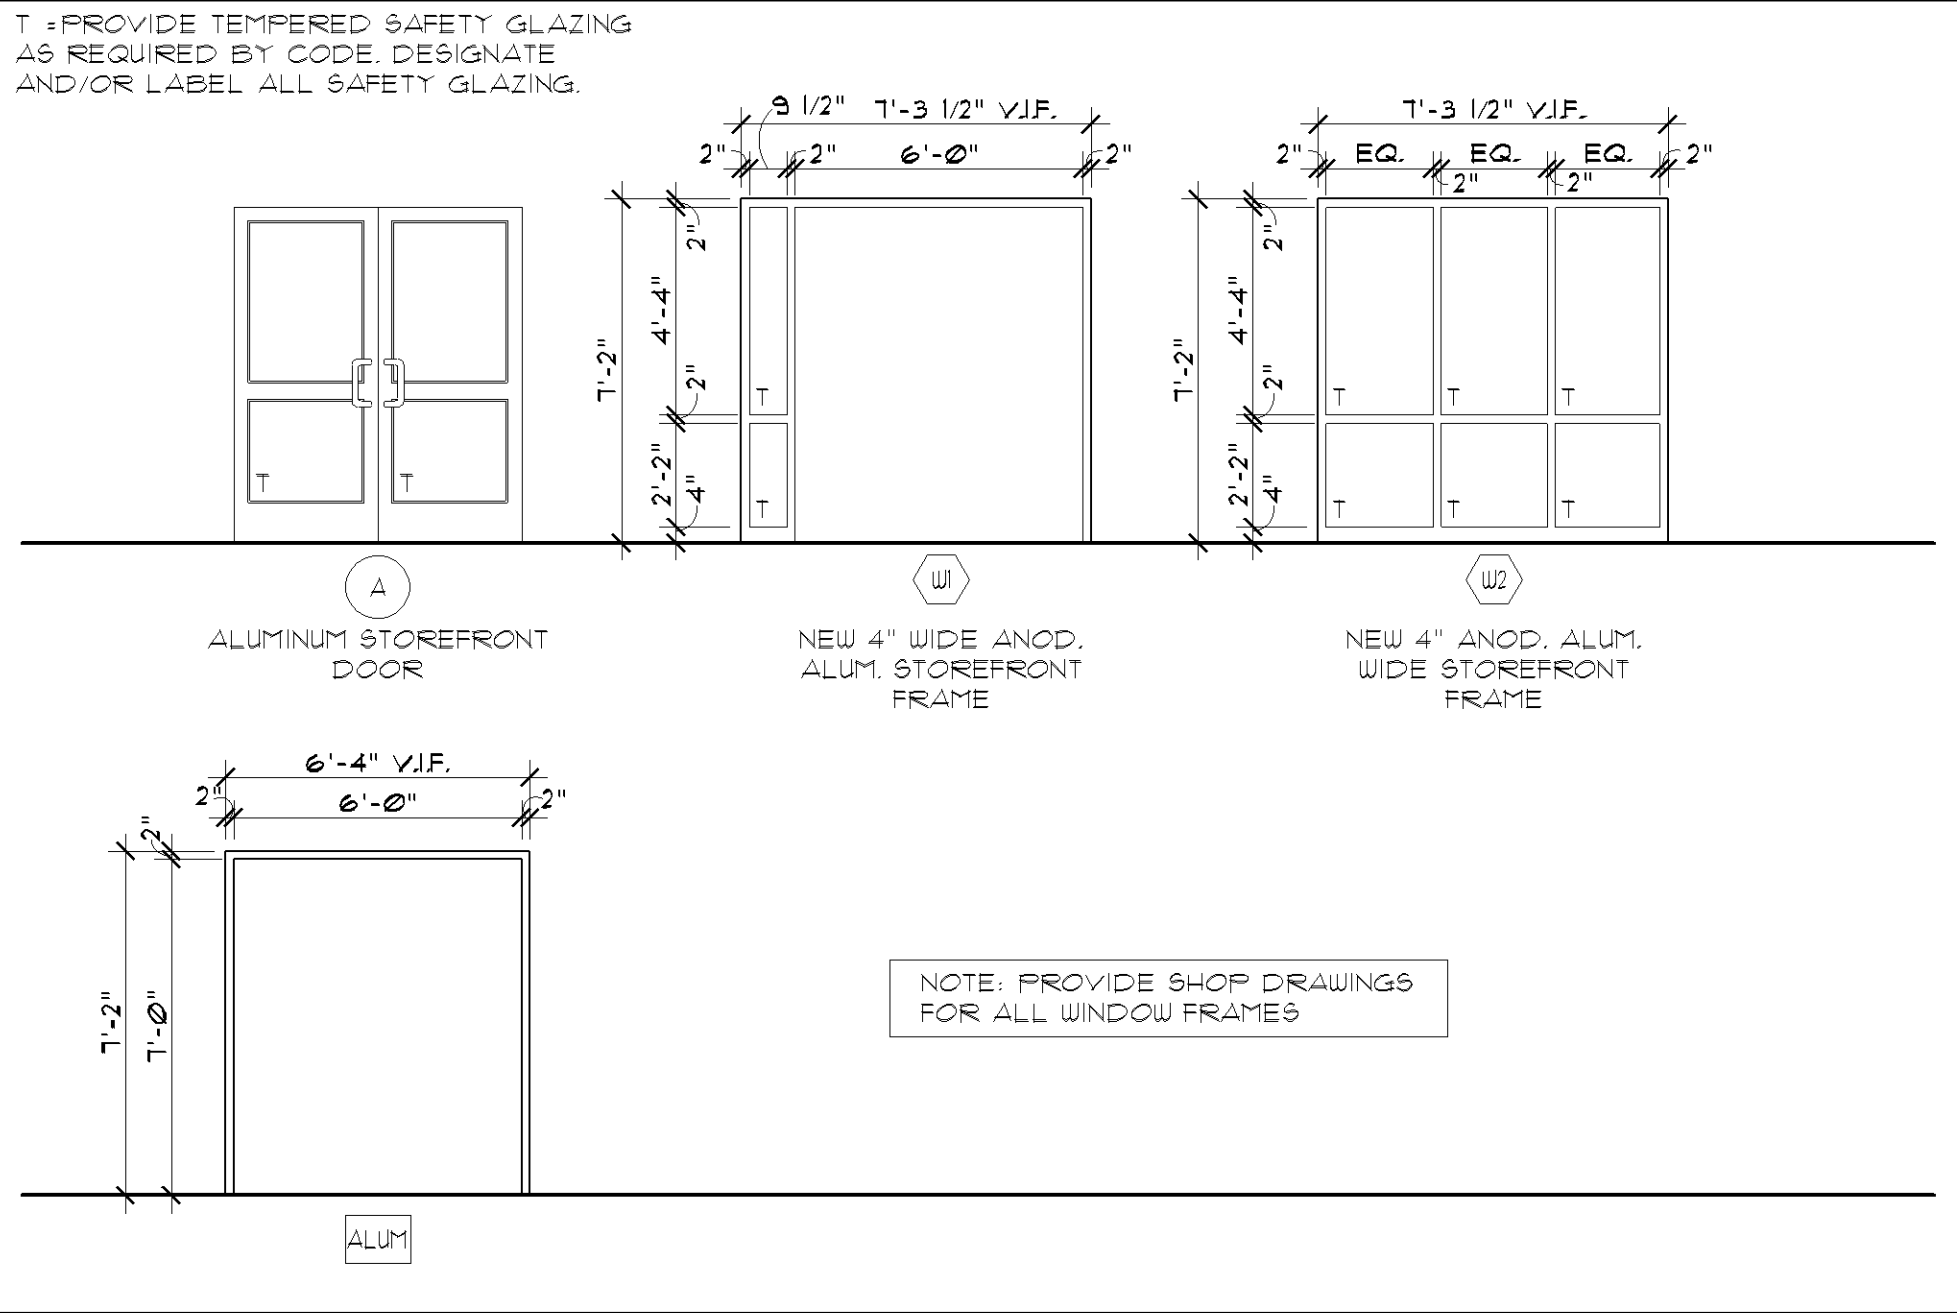 T =PROVIDE TEMPERED SAFETY GLAZING
AS REQUIRED BY CODE. DESIGNATE
AND/OR LABEL ALL SAFETY GLAZING.
9 1/2" 7'-3 1/2" V.I.F.
2" 2" 6'-0" 2"
7'-3 1/2" V.I.F.
2" EQ. EQ. EQ. 2"
2" 2"
7'-2"
2"
4'-4"
2"
2'-2"
4"
7'-2"
2"
4'-4"
2"
2'-2"
4"
T T
T
T
T T T
T T T
A
ALUMINUM STOREFRONT
DOOR
W1
NEW 4" WIDE ANOD.
ALUM. STOREFRONT
FRAME
W2
NEW 4" ANOD. ALUM.
WIDE STOREFRONT
FRAME
6'-4" V.I.F.
2" 6'-0" 2"
2"
7'-2"
7'-0"
ALUM
NOTE: PROVIDE SHOP DRAWINGS
FOR ALL WINDOW FRAMES